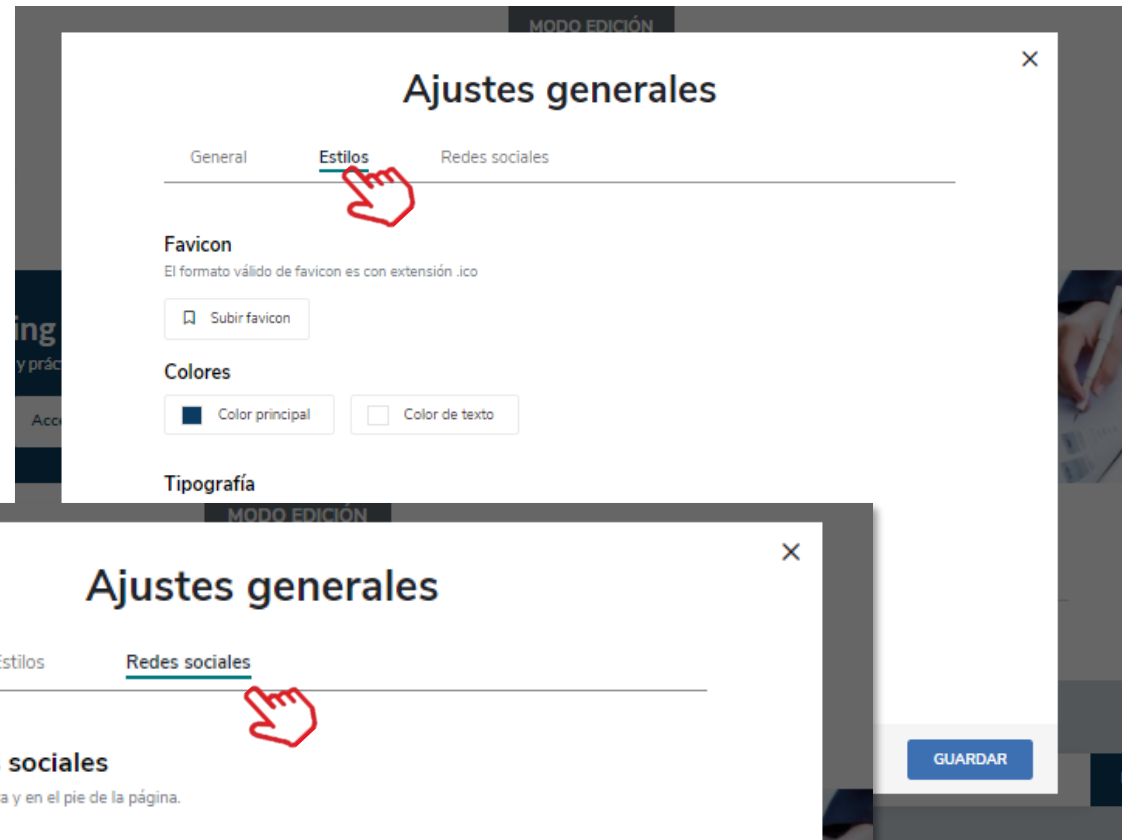 MODO EDICIÓN
Ajustes generales
General Estilos Redes sociales
Favicon
El formato válido de favicon es con extensión .ico
Subir favicon
Colores
Color principal Color de texto
Tipografía
MODO EDICIÓN
Ajustes generales
Estilos Redes sociales
sociales
y en el pie de la página.
GUARDAR